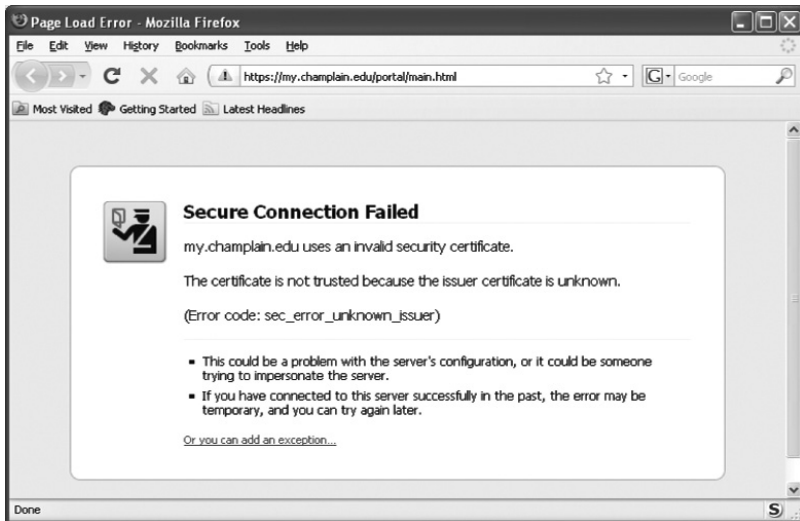 Page Load Error - Mozilla Firefox
File Edit View History Bookmarks Tools Help
https://my.champlain.edu/portal/main.html G Google
Most Visited Getting Started Latest Headlines
Secure Connection Failed
my.champlain.edu uses an invalid security certificate.
The certificate is not trusted because the issuer certificate is unknown.
(Error code: sec_error_unknown_issuer)
This could be a problem with the server's configuration, or it could be someone
trying to impersonate the server.
If you have connected to this server successfully in the past, the error may be
temporary, and you can try again later.
Or you can add an exception...
Done S